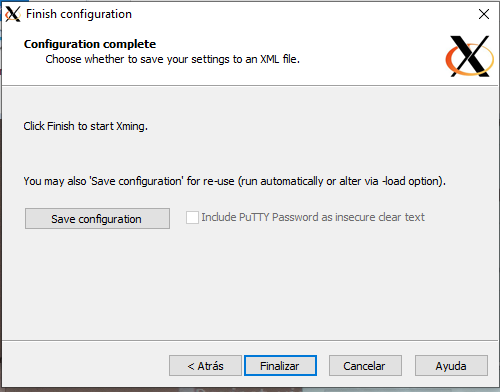 Finish configuration
Configuration complete
Choose whether to save your settings to an XML file.
Click Finish to start Xming.
You may also 'Save configuration' for re-use (run automatically or alter via -load option).
Save configuration
Include PuTTY Password as insecure clear text
< Atrás
Finalizar
Cancelar
Ayuda